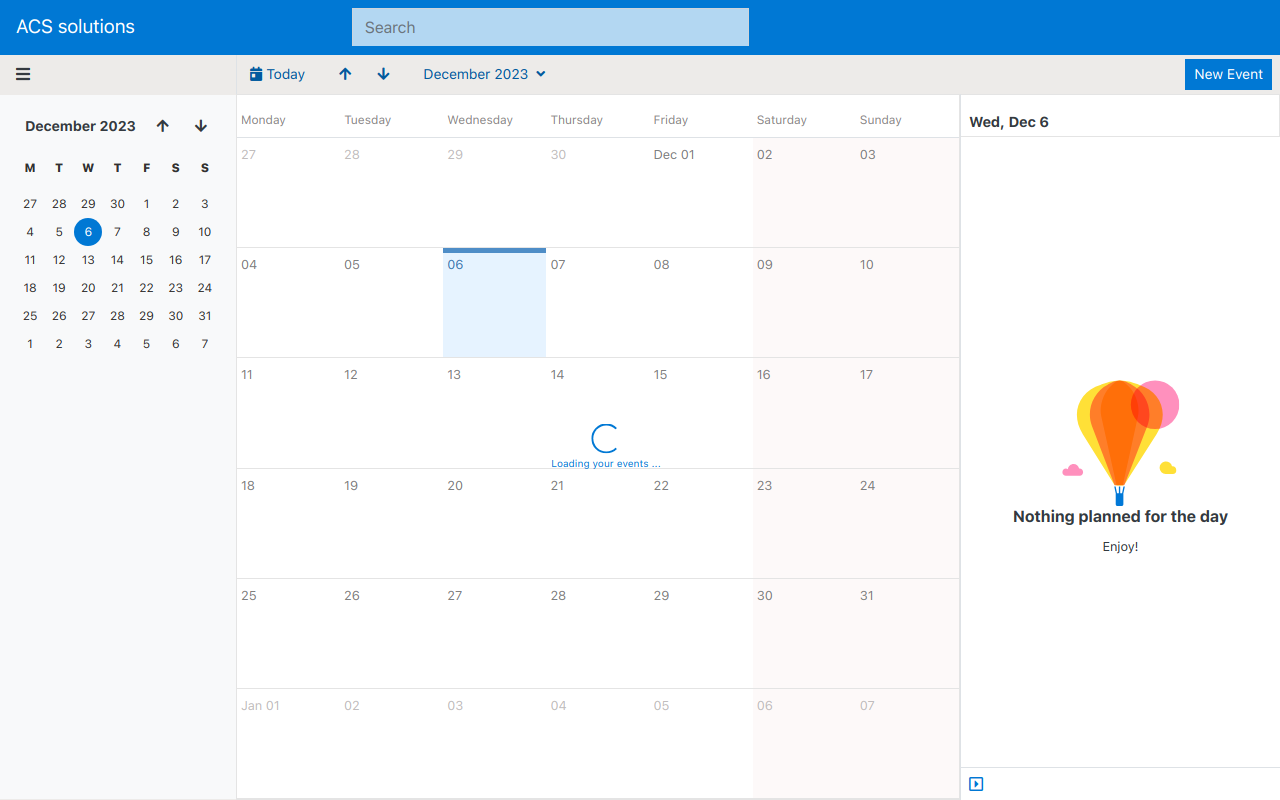 ACS solutions
Search
Today
December 2023
New Event
December 2023
M T W T F S S
27 28 29 30 1 2 3
4 5 6 7 8 9 10
11 12 13 14 15 16 17
18 19 20 21 22 23 24
25 26 27 28 29 30 31
1 2 3 4 5 6 7
Monday Tuesday Wednesday Thursday Friday Saturday Sunday
27 28 29 30 Dec 01 02 03
04 05 06 07 08 09 10
11 12 13 14 15 16 17
Loading your events ...
18 19 20 21 22 23 24
25 26 27 28 29 30 31
Jan 01 02 03 04 05 06 07
Wed, Dec 6
Nothing planned for the day
Enjoy!